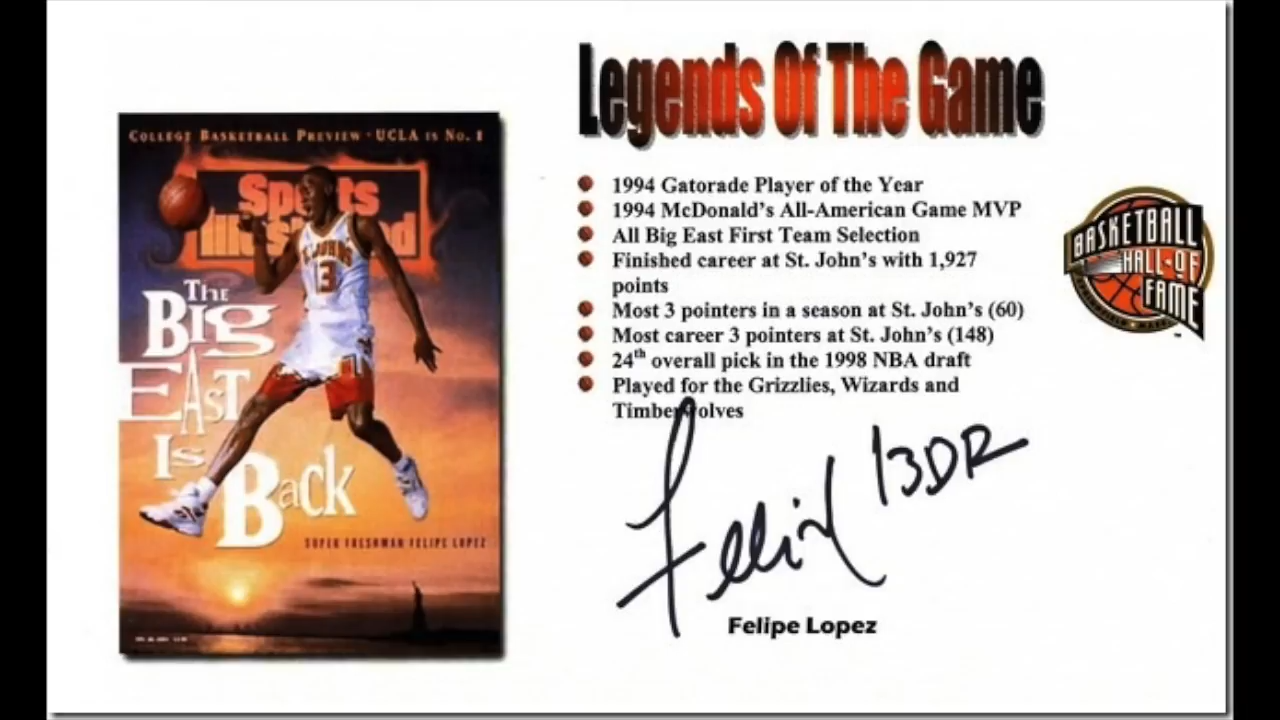 Legends Of The Game
COLLEGE BASKETBALL PREVIEW · UCLA IS NO. 1
Sports
Illustrated
ST. JOHNS
13
THE
BIG
EAST
IS
BACK
SUPER FRESHMAN FELIPE LOPEZ
1994 Gatorade Player of the Year
1994 McDonald's All-American Game MVP
All Big East First Team Selection
Finished career at St. John's with 1,927
points
Most 3 pointers in a season at St. John's (60)
Most career 3 pointers at St. John's (148)
24th overall pick in the 1998 NBA draft
Played for the Grizzlies, Wizards and
Timberwolves
BASKETBALL
HALL·OF
FAME
13DR
Felipe Lopez